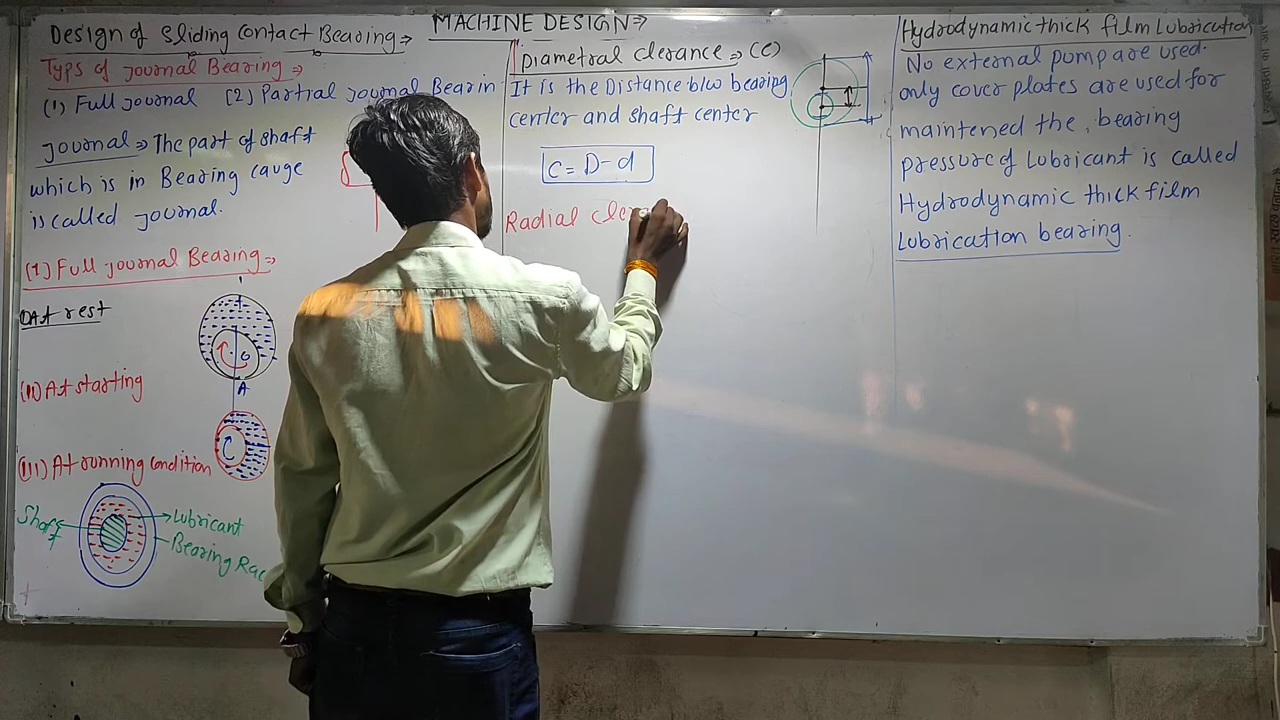 MACHINE DESIGN⇒
Design of Sliding Contact Bearing⇒
Typs of Journal Bearing⇒
(1) Full Journal (2) Partial Journal Bearin
Journal ⇒ The part of shaft
which is in Bearing cauge
is called Journal.
(1) Full Journal Bearing⇒
(I) At rest
O
A
(II) At starting
(III) At running condition
Shaft
Lubricant
Bearing Rac
Diametral clerance ⇒ (C)
It is the Distance b/w bearing
center and shaft center
C = D - d
Radial cle
Hydrodynamic thick film Lubrication
No external pump are used.
only cover plates are used for
maintened the bearing
pressure of Lubricant is called
Hydrodynamic thick film
Lubrication bearing.